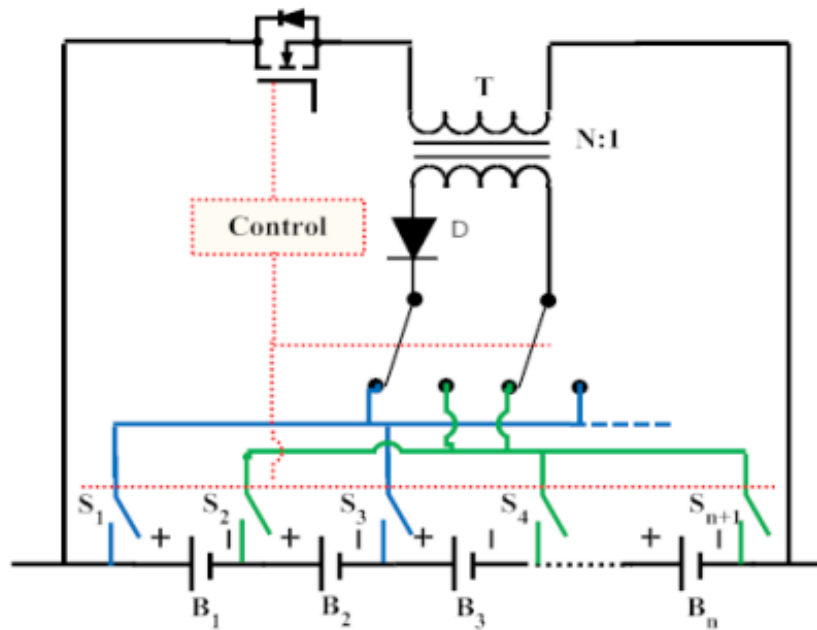 T
N:1
Control
D
S₁ S₂ S₃ S₄ Sₙ₊₁
+ − + − + − + −
B₁ B₂ B₃ Bₙ